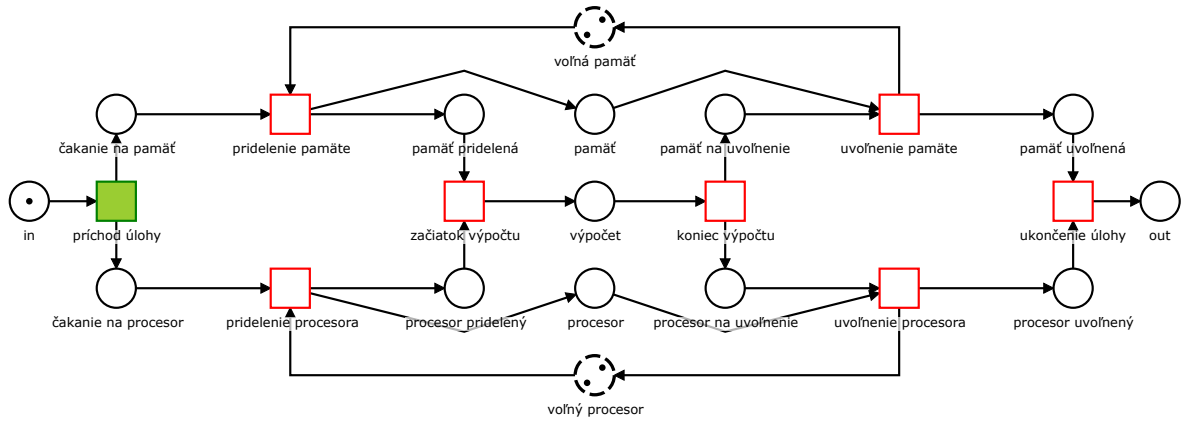 voľná pamäť
čakanie na pamäť
pridelenie pamäte
pamäť pridelená
pamäť
pamäť na uvoľnenie
uvoľnenie pamäte
pamäť uvoľnená
in
príchod úlohy
začiatok výpočtu
výpočet
koniec výpočtu
ukončenie úlohy
out
čakanie na procesor
pridelenie procesora
procesor pridelený
procesor
procesor na uvoľnenie
uvoľnenie procesora
procesor uvoľnený
voľný procesor